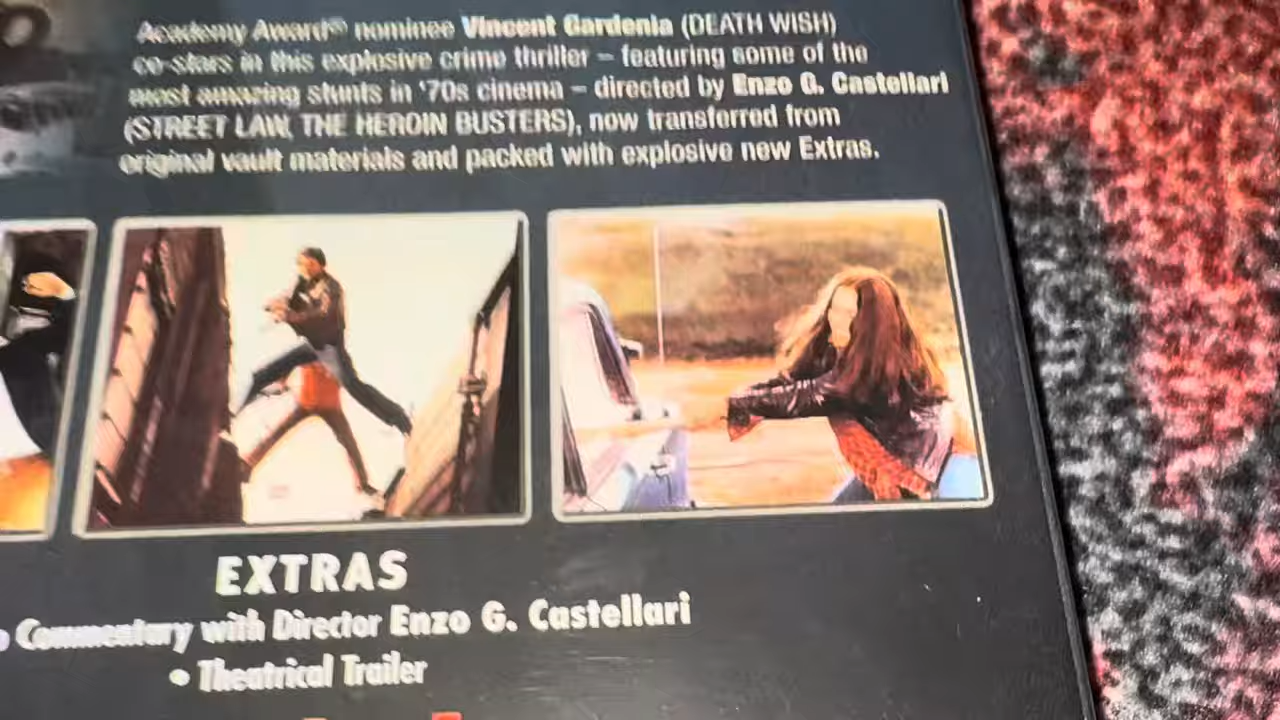 Academy Award® nominee Vincent Gardenia (DEATH WISH)
co-stars in this explosive crime thriller – featuring some of the
most amazing stunts in '70s cinema – directed by Enzo G. Castellari
(STREET LAW, THE HEROIN BUSTERS), now transferred from
original vault materials and packed with explosive new Extras.
EXTRAS
Commentary with Director Enzo G. Castellari
• Theatrical Trailer